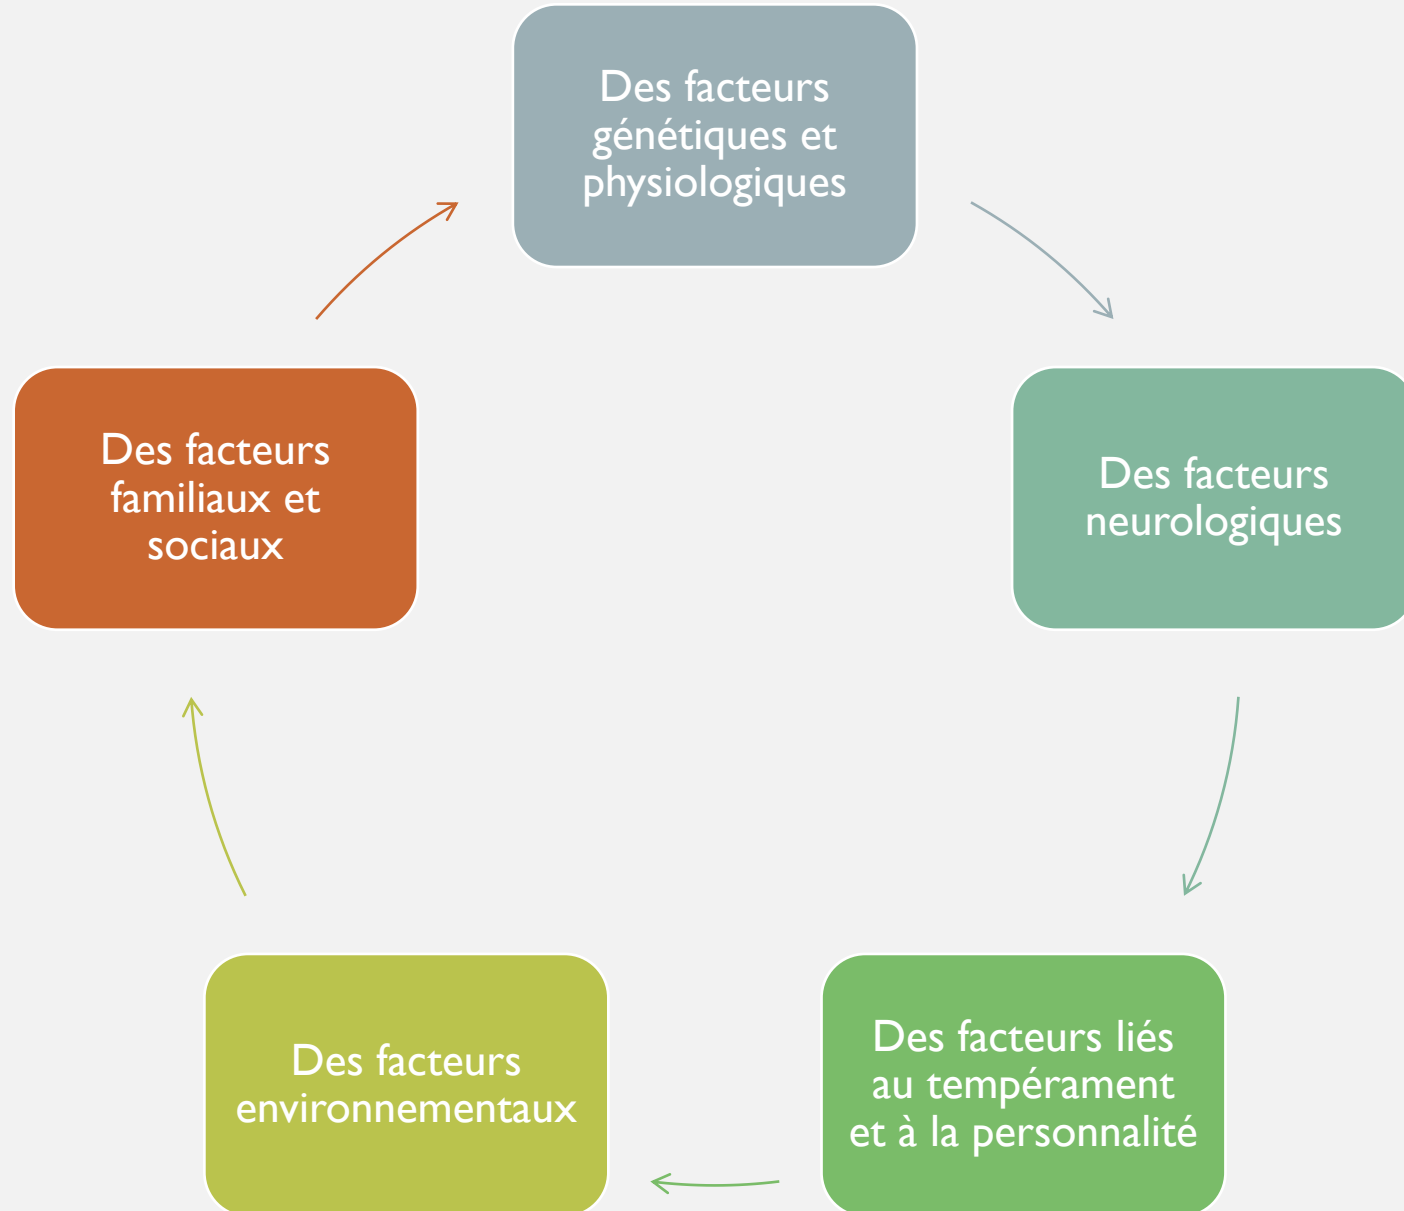 Des facteurs
génétiques et
physiologiques
Des facteurs
neurologiques
Des facteurs liés
au tempérament
et à la personnalité
Des facteurs
environnementaux
Des facteurs
familiaux et
sociaux